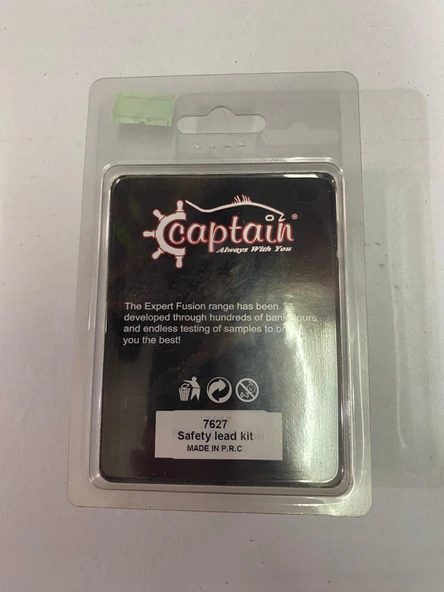 captain®
Always With You
The Expert Fusion range has been
developed through hundreds of
and endless testing of samples to
you the best!
7627
Safety lead kit
MADE IN P.R.C